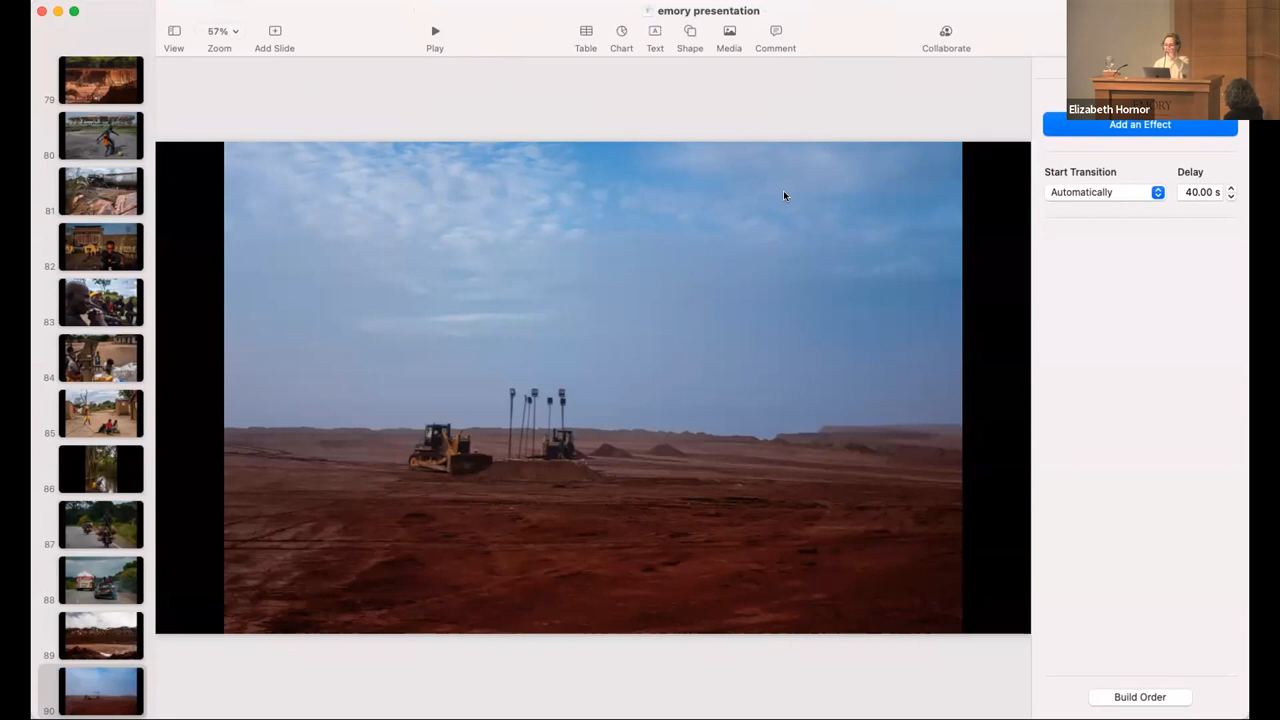 emory presentation
57%
View
Zoom
Add Slide
Play
Table
Chart
Text
Shape
Media
Comment
Collaborate
EMORY
Elizabeth Hornor
Add an Effect
Start Transition
Delay
Automatically
40.00 s
79
80
81
82
83
84
85
86
87
88
89
90
Build Order